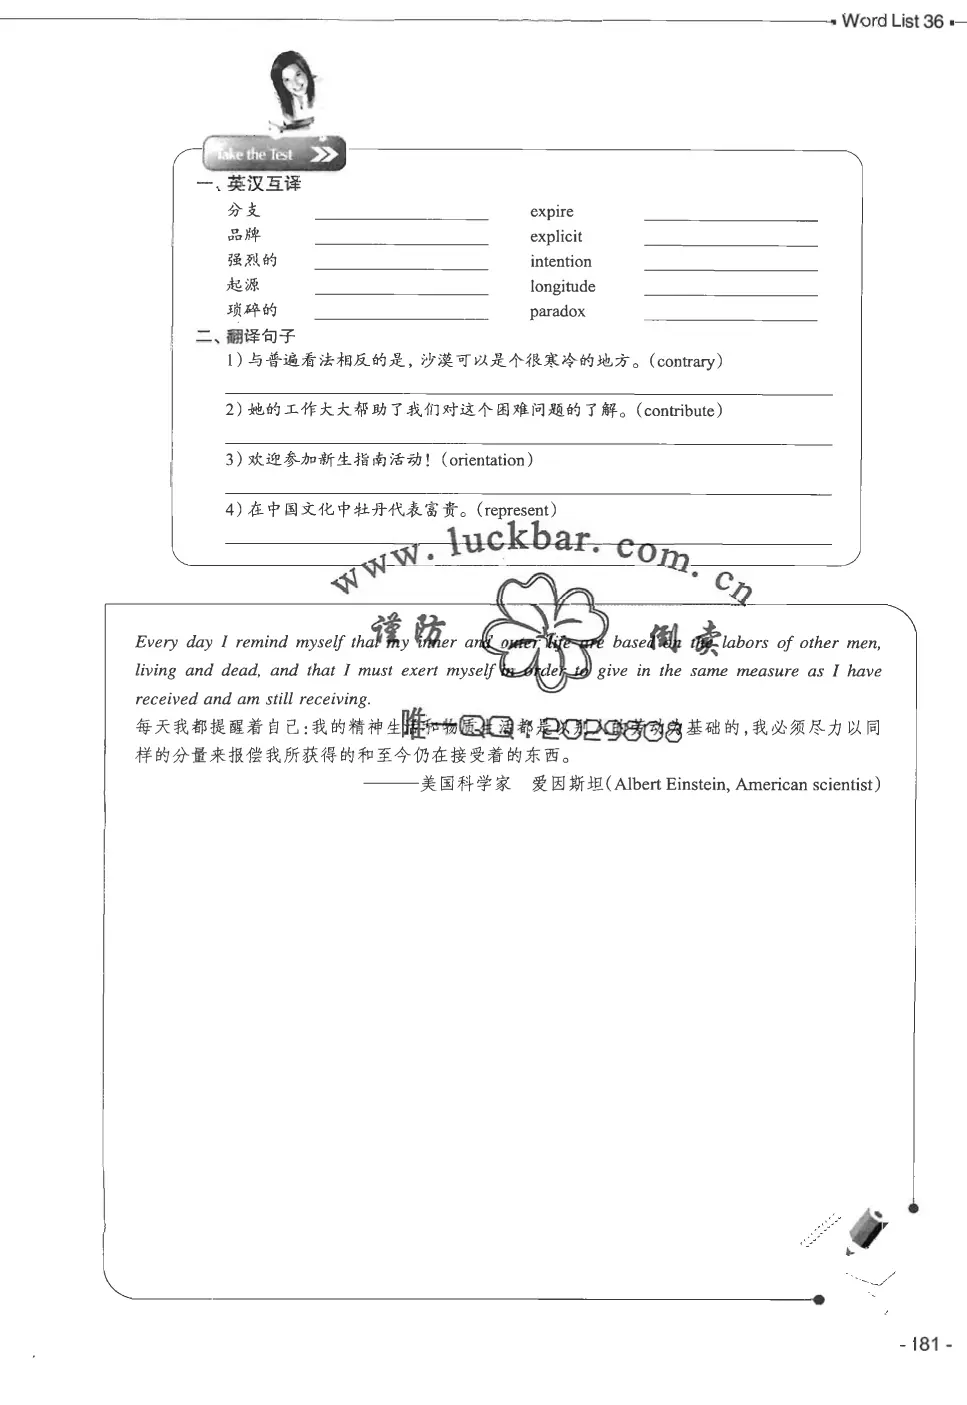 Word List 36
Take the Test
一、英汉互译
分支 expire
品牌 explicit
强烈的 intention
起源 longitude
琐碎的 paradox
二、翻译句子
1) 与普遍看法相反的是，沙漠可以是个很寒冷的地方。(contrary)
2) 她的工作大大帮助了我们对这个困难问题的了解。(contribute)
3) 欢迎参加新生指南活动！(orientation)
4) 在中国文化中牡丹代表富贵。(represent)
www.luckbar.com.cn
谨防 倒卖
Every day I remind myself that my inner and outer life are based on the labors of other men,
living and dead, and that I must exert myself in order to give in the same measure as I have
received and am still receiving.
唯一QQ：2029808
每天我都提醒着自己:我的精神生活和物质生活都是以别人的劳动为基础的,我必须尽力以同
样的分量来报偿我所获得的和至今仍在接受着的东西。
———美国科学家 爱因斯坦(Albert Einstein, American scientist)
- 181 -